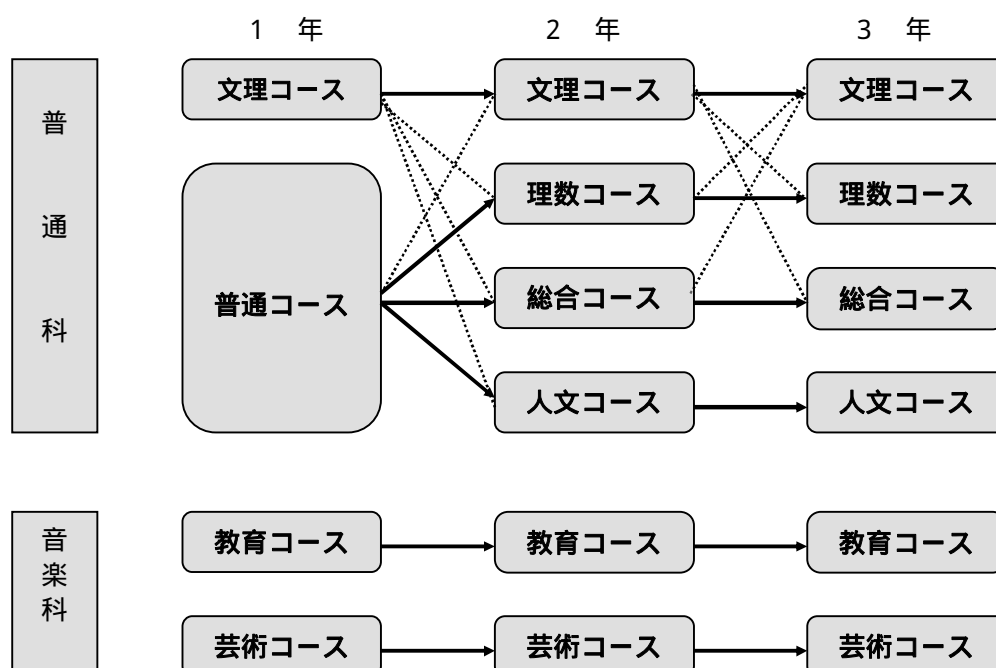 1 年 2 年 3 年
普通科
文理コース 文理コース 文理コース
理数コース 理数コース
普通コース 総合コース 総合コース
人文コース 人文コース
音楽科
教育コース 教育コース 教育コース
芸術コース 芸術コース 芸術コース